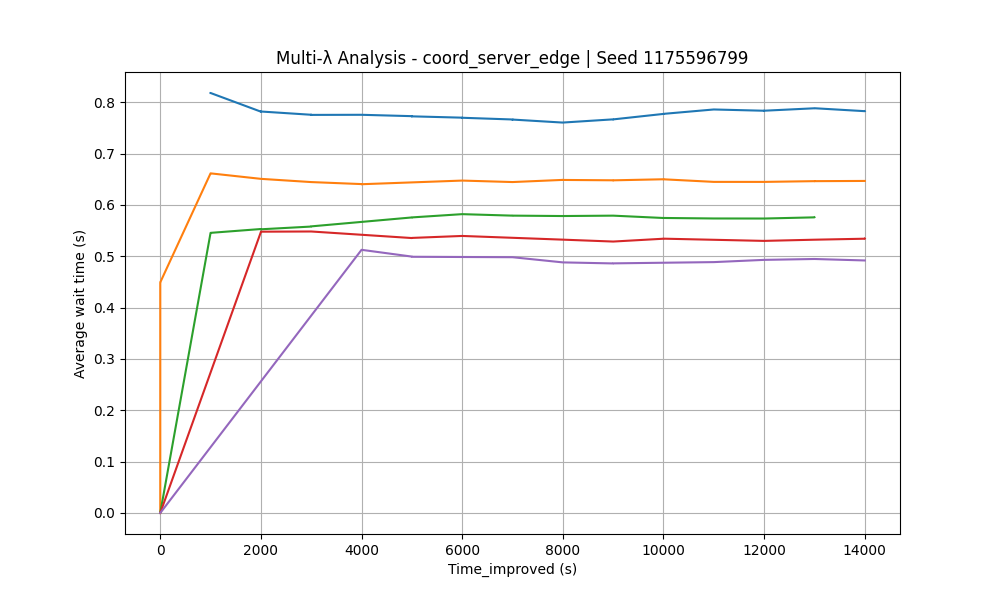 Multi-λ Analysis - coord_server_edge | Seed 1175596799
Average wait time (s)
0.8
0.7
0.6
0.5
0.4
0.3
0.2
0.1
0.0
0 2000 4000 6000 8000 10000 12000 14000
Time_improved (s)